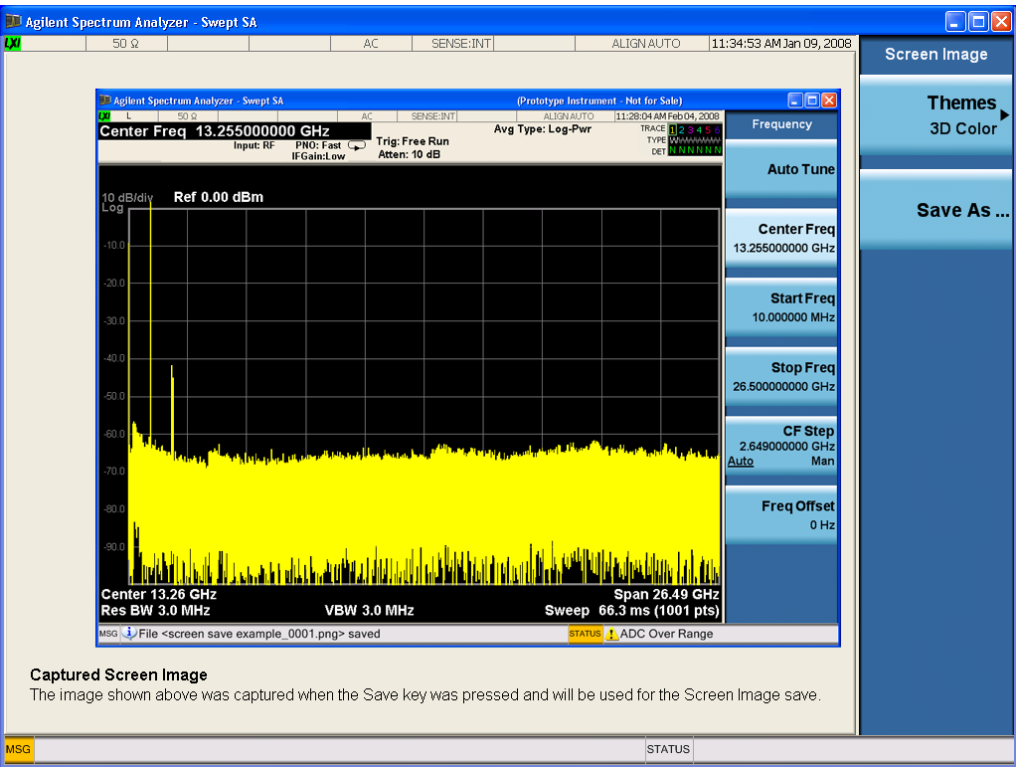 Agilent Spectrum Analyzer - Swept SA
LXI 50 Ω AC SENSE:INT ALIGN AUTO 11:34:53 AM Jan 09, 2008
Screen Image
Themes
3D Color
Save As ...
Agilent Spectrum Analyzer - Swept SA (Prototype Instrument - Not for Sale)
LXI L 50 Ω AC SENSE:INT ALIGN AUTO 11:28:04 AM Feb 04, 2008
Center Freq 13.255000000 GHz
Input: RF
PNO: Fast
IFGain:Low
Trig: Free Run
Atten: 10 dB
Avg Type: Log-Pwr
TRACE 1 2 3 4 5 6
TYPE WWWWWW
DET N N N N N N
10 dB/div Ref 0.00 dBm
Log
-10.0
-20.0
-30.0
-40.0
-50.0
-60.0
-70.0
-80.0
-90.0
Center 13.26 GHz Span 26.49 GHz
Res BW 3.0 MHz VBW 3.0 MHz Sweep 66.3 ms (1001 pts)
MSG File <screen save example_0001.png> saved STATUS ADC Over Range
Frequency
Auto Tune
Center Freq
13.255000000 GHz
Start Freq
10.000000 MHz
Stop Freq
26.500000000 GHz
CF Step
2.649000000 GHz
Auto Man
Freq Offset
0 Hz
Captured Screen Image
The image shown above was captured when the Save key was pressed and will be used for the Screen Image save.
MSG STATUS